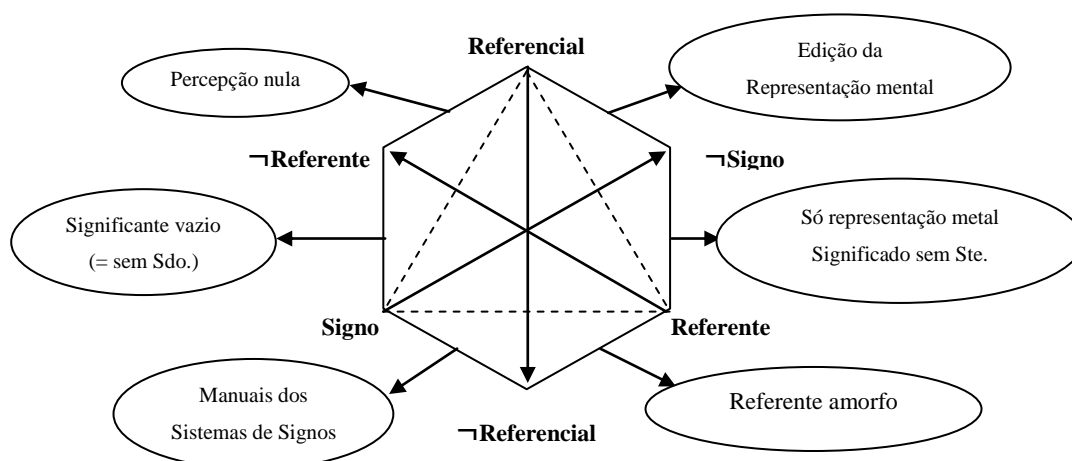 Referencial
Percepção nula
Edição da
Representação mental
¬Referente
¬Signo
Significante vazio
(= sem Sdo.)
Só representação metal
Significado sem Ste.
Signo
Referente
Manuais dos
Sistemas de Signos
Referente amorfo
¬Referencial